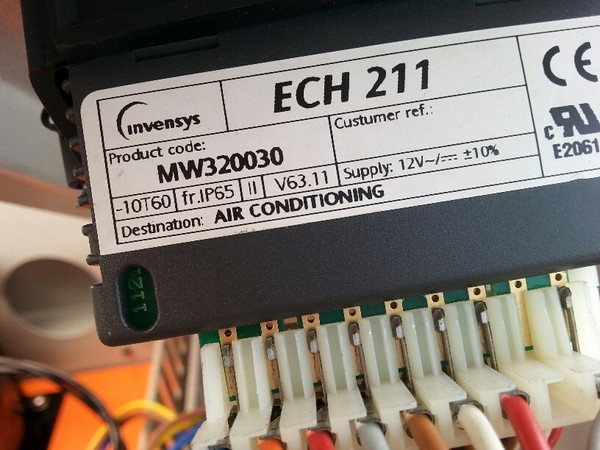 invensys
ECH 211
Product code:
MW320030
Custumer ref.:
-10T60 fr.IP65 II V63.11
Supply: 12V~/⎓ ±10%
Destination: AIR CONDITIONING
CE
c RU US
E2061
112